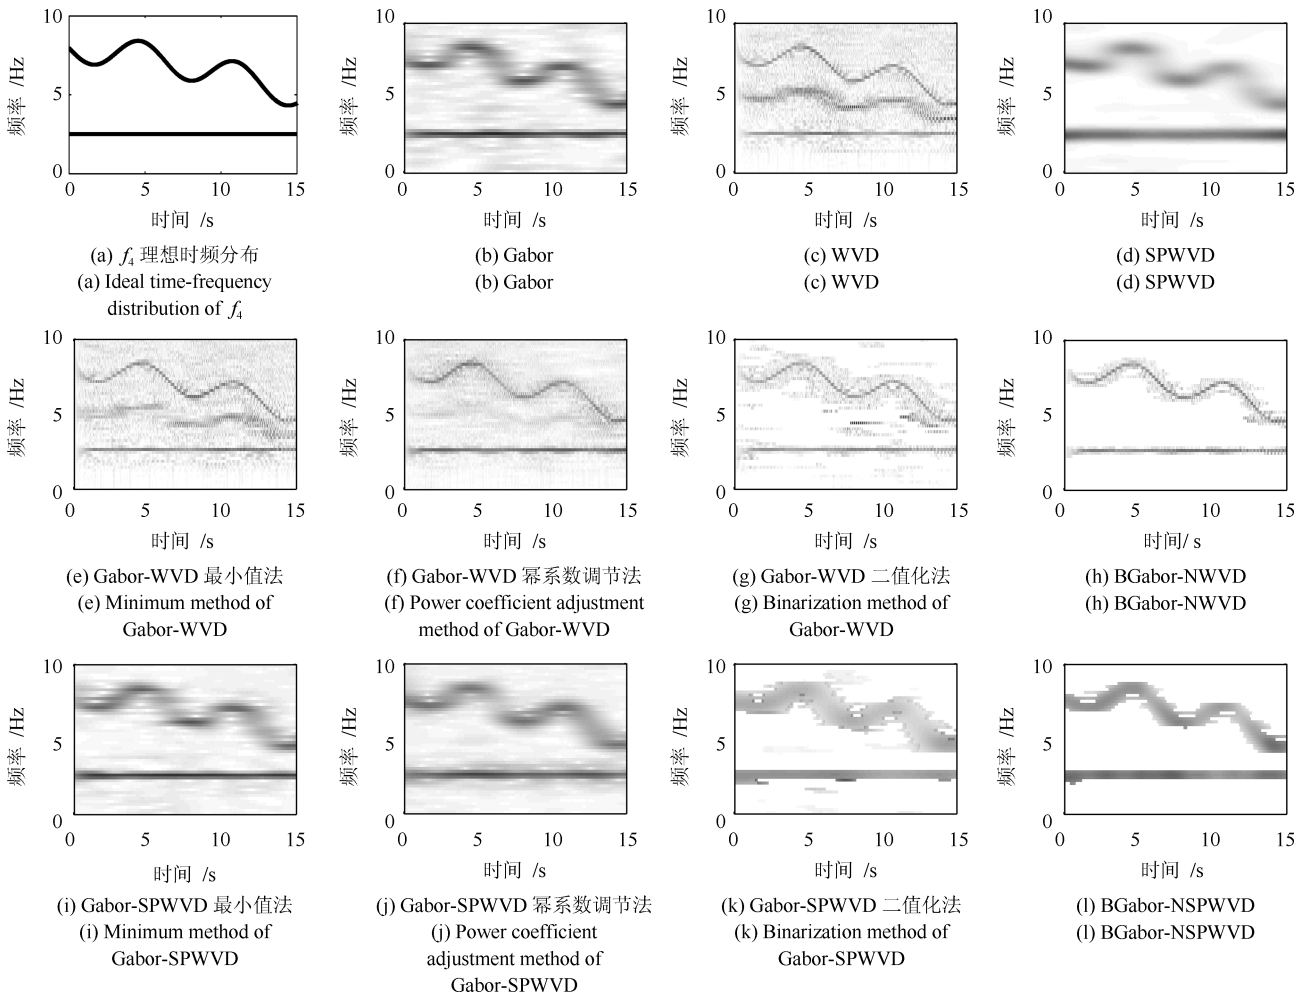 10
5
0
频率 /Hz
0 5 10 15
时间 /s
(a) f4 理想时频分布
(a) Ideal time-frequency
distribution of f4
10
5
0
频率 /Hz
0 5 10 15
时间 /s
(b) Gabor
(b) Gabor
10
5
0
频率 /Hz
0 5 10 15
时间 /s
(c) WVD
(c) WVD
10
5
0
频率 /Hz
0 5 10 15
时间 /s
(d) SPWVD
(d) SPWVD
10
5
0
频率 /Hz
0 5 10 15
时间 /s
(e) Gabor-WVD 最小值法
(e) Minimum method of
Gabor-WVD
10
5
0
频率 /Hz
0 5 10 15
时间 /s
(f) Gabor-WVD 幂系数调节法
(f) Power coefficient adjustment
method of Gabor-WVD
10
5
0
频率 /Hz
0 5 10 15
时间 /s
(g) Gabor-WVD 二值化法
(g) Binarization method of
Gabor-WVD
10
5
0
频率 /Hz
0 5 10 15
时间/ s
(h) BGabor-NWVD
(h) BGabor-NWVD
10
5
0
频率 /Hz
0 5 10 15
时间 /s
(i) Gabor-SPWVD 最小值法
(i) Minimum method of
Gabor-SPWVD
10
5
0
频率 /Hz
0 5 10 15
时间 /s
(j) Gabor-SPWVD 幂系数调节法
(j) Power coefficient
adjustment method of
Gabor-SPWVD
10
5
0
频率 /Hz
0 5 10 15
时间 /s
(k) Gabor-SPWVD 二值化法
(k) Binarization method of
Gabor-SPWVD
10
5
0
频率 /Hz
0 5 10 15
时间 /s
(l) BGabor-NSPWVD
(l) BGabor-NSPWVD